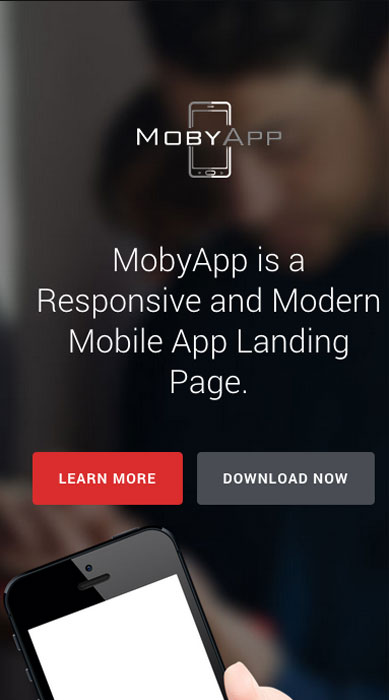 MOBYAPP
MobyApp is a
Responsive and Modern
Mobile App Landing
Page.
LEARN MORE
DOWNLOAD NOW